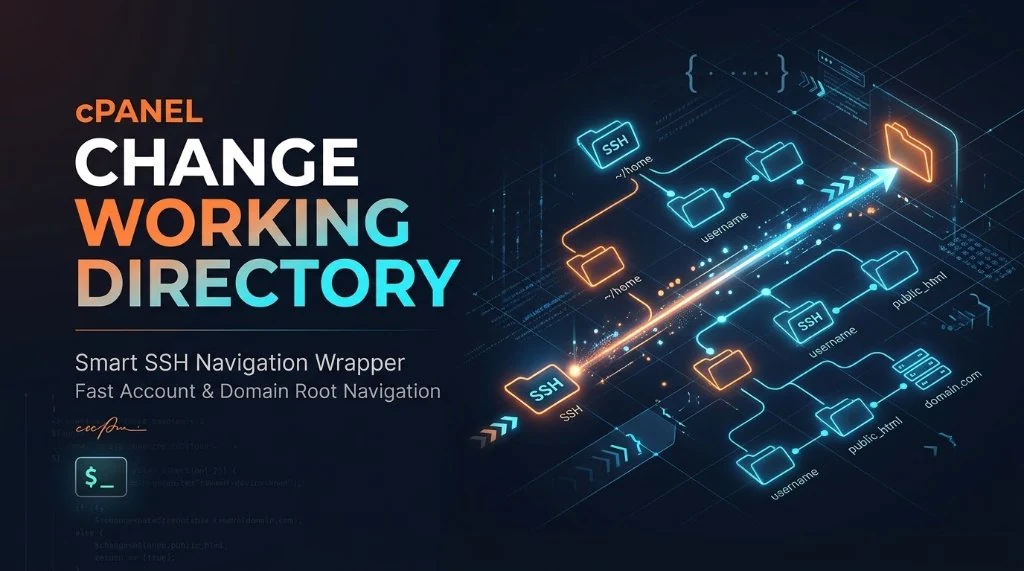 cPANEL
CHANGE
WORKING
DIRECTORY
Smart SSH Navigation Wrapper
Fast Account & Domain Root Navigation
$_
{ · ···· }
SSH
~/home
username
~/home
public_html
SSH
username
SSH
SSH
domain.com
public_html
username